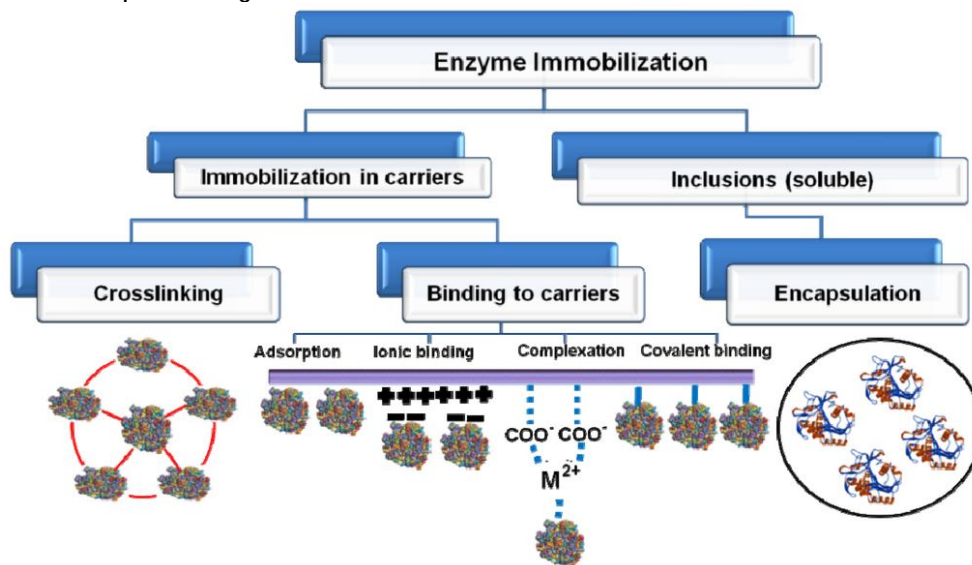 Enzyme Immobilization
Immobilization in carriers
Inclusions (soluble)
Crosslinking
Binding to carriers
Encapsulation
Adsorption
Ionic binding
Complexation
Covalent binding
COO⁻ COO⁻
M²⁺